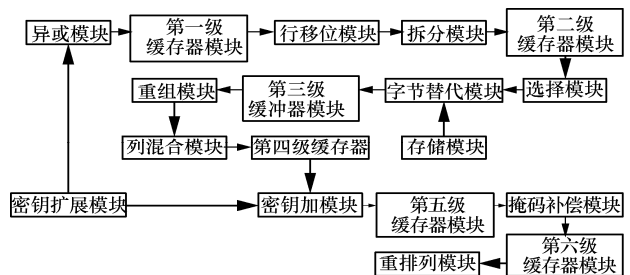 异或模块
第一级
缓存器模块
行移位模块
拆分模块
第二级
缓存器模块
重组模块
第三级
缓冲器模块
字节替代模块
选择模块
列混合模块
第四级缓存器
存储模块
密钥扩展模块
密钥加模块
第五级
缓存器模块
掩码补偿模块
重排列模块
第六级
缓存器模块